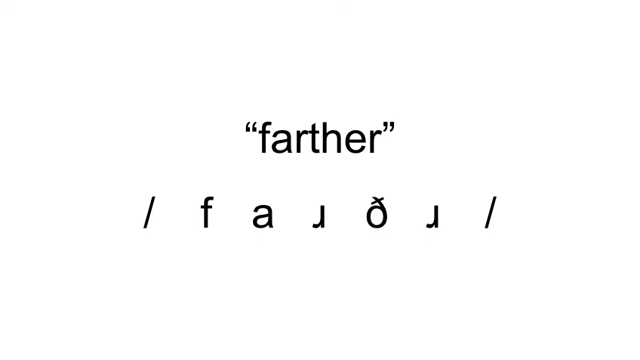 “farther”
/ f a ɹ ð ɹ /